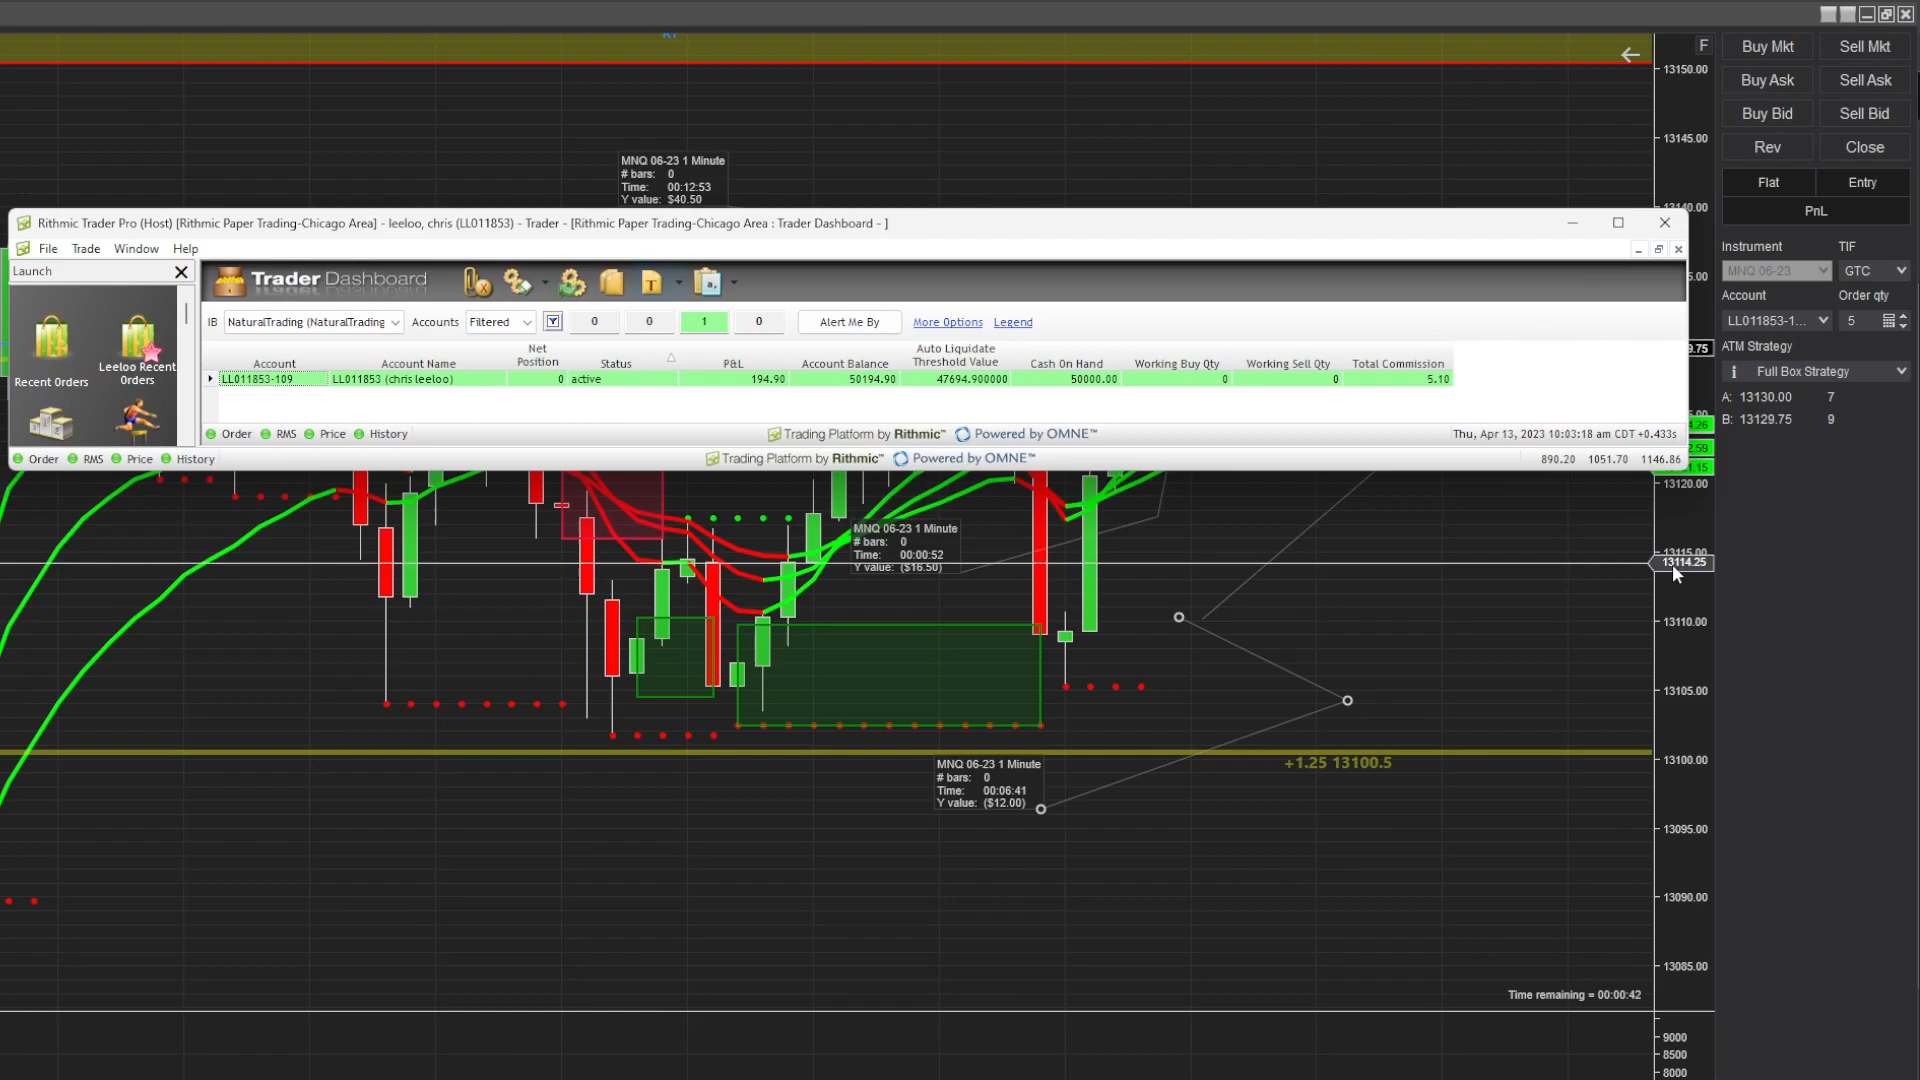 R1
F
13150.00
Buy Mkt
Sell Mkt
Buy Ask
Sell Ask
13145.00
Buy Bid
Sell Bid
Rev
Close
MNQ 06-23 1 Minute
# bars: 0
Time: 00:12:53
Y value: $40.50
Flat
Entry
13140.00
PnL
Rithmic Trader Pro (Host) [Rithmic Paper Trading-Chicago Area] - leeloo, chris (LL011853) - Trader - [Rithmic Paper Trading-Chicago Area : Trader Dashboard - ]
File Trade Window Help
Instrument TIF
MNQ 06-23 GTC
Launch
Trader Dashboard
Account Order qty
LL011853-1... 5
IB NaturalTrading (NaturalTrading Accounts Filtered 0 0 1 0 Alert Me By More Options Legend
ATM Strategy
Full Box Strategy
A: 13130.00 7
B: 13129.75 9
Recent Orders
Leeloo Recent Orders
Account Account Name Net Position Status P&L Account Balance Auto Liquidate Threshold Value Cash On Hand Working Buy Qty Working Sell Qty Total Commission
LL011853-109 LL011853 (chris leeloo) 0 active 194.90 50194.90 47694.900000 50000.00 0 0 5.10
Order RMS Price History Trading Platform by Rithmic™ Powered by OMNE™ Thu, Apr 13, 2023 10:03:18 am CDT +0.433s
Order RMS Price History Trading Platform by Rithmic™ Powered by OMNE™ 890.20 1051.70 1146.86
13120.00
MNQ 06-23 1 Minute
# bars: 0
Time: 00:00:52
Y value: ($16.50)
13115.00
13114.25
13110.00
13105.00
13100.00
+1.25 13100.5
MNQ 06-23 1 Minute
# bars: 0
Time: 00:06:41
Y value: ($12.00)
13095.00
13090.00
13085.00
Time remaining = 00:00:42
9000
8500
8000